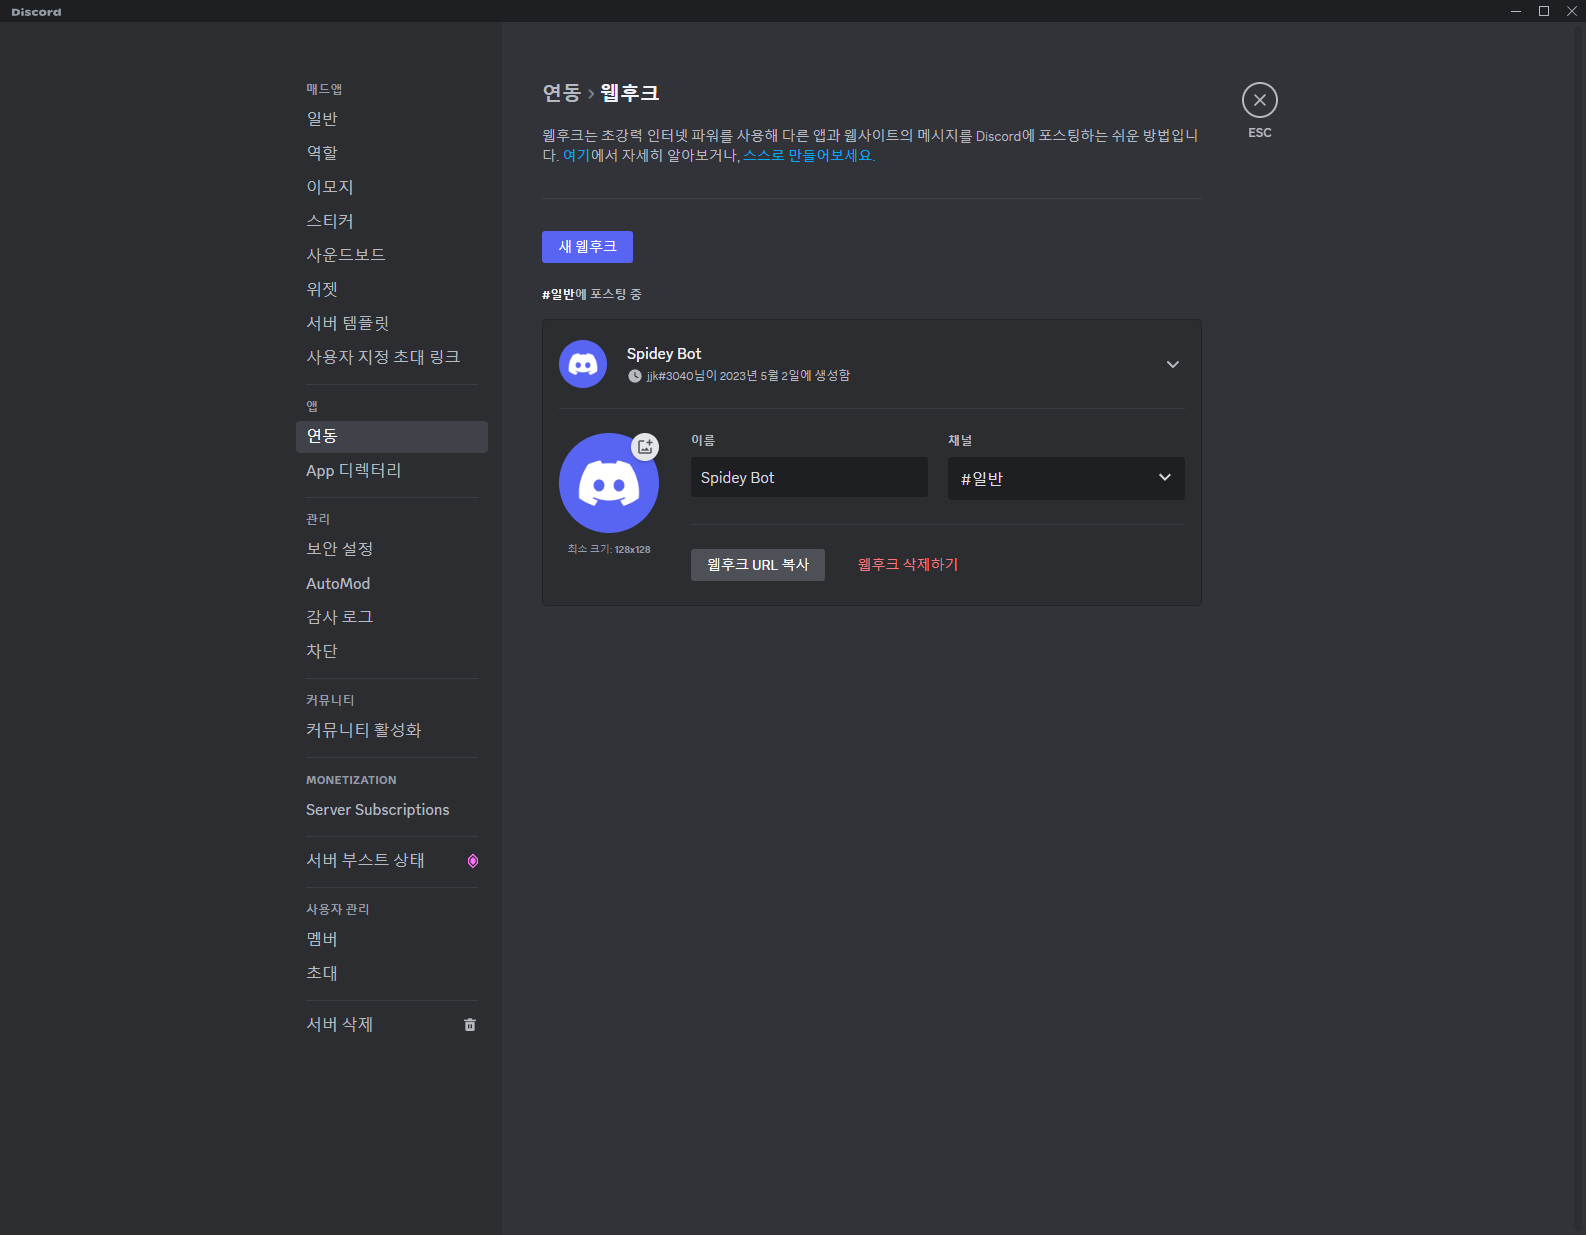 Discord
매드앱
일반
역할
이모지
스티커
사운드보드
위젯
서버 템플릿
사용자 지정 초대 링크
앱
연동
App 디렉터리
관리
보안 설정
AutoMod
감사 로그
차단
커뮤니티
커뮤니티 활성화
MONETIZATION
Server Subscriptions
서버 부스트 상태
사용자 관리
멤버
초대
서버 삭제
연동 › 웹후크
웹후크는 초강력 인터넷 파워를 사용해 다른 앱과 웹사이트의 메시지를 Discord에 포스팅하는 쉬운 방법입니
다. 여기에서 자세히 알아보거나, 스스로 만들어보세요.
새 웹후크
#일반에 포스팅 중
Spidey Bot
jjk#3040님이 2023년 5월 2일에 생성함
이름
채널
Spidey Bot
#일반
최소 크기: 128x128
웹후크 URL 복사
웹후크 삭제하기
ESC